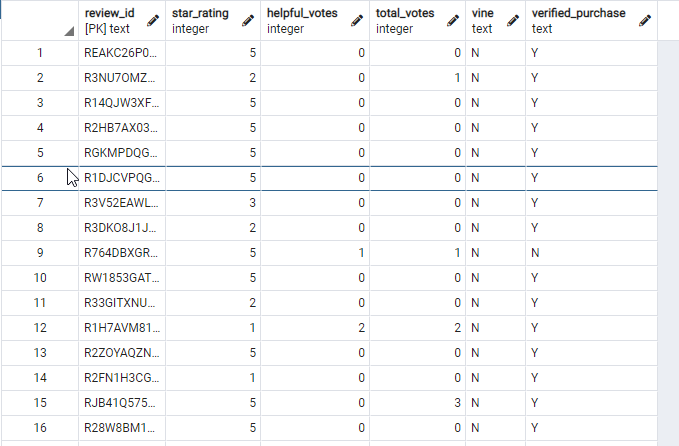 review_id star_rating helpful_votes total_votes vine verified_purchase
[PK] text integer integer integer text text
1 REAKC26P0... 5 0 0 N Y
2 R3NU7OMZ... 2 0 1 N Y
3 R14QJW3XF... 5 0 0 N Y
4 R2HB7AX03... 5 0 0 N Y
5 RGKMPDQG... 5 0 0 N Y
6 R1DJCVPQG... 5 0 0 N Y
7 R3V52EAWL... 3 0 0 N Y
8 R3DKO8J1J... 2 0 0 N Y
9 R764DBXGR... 5 1 1 N N
10 RW1853GAT... 5 0 0 N Y
11 R33GITXNU... 2 0 0 N Y
12 R1H7AVM81... 1 2 2 N Y
13 R2ZOYAQZN... 5 0 0 N Y
14 R2FN1H3CG... 1 0 0 N Y
15 RJB41Q575... 5 0 3 N Y
16 R28W8BM1... 5 0 0 N Y